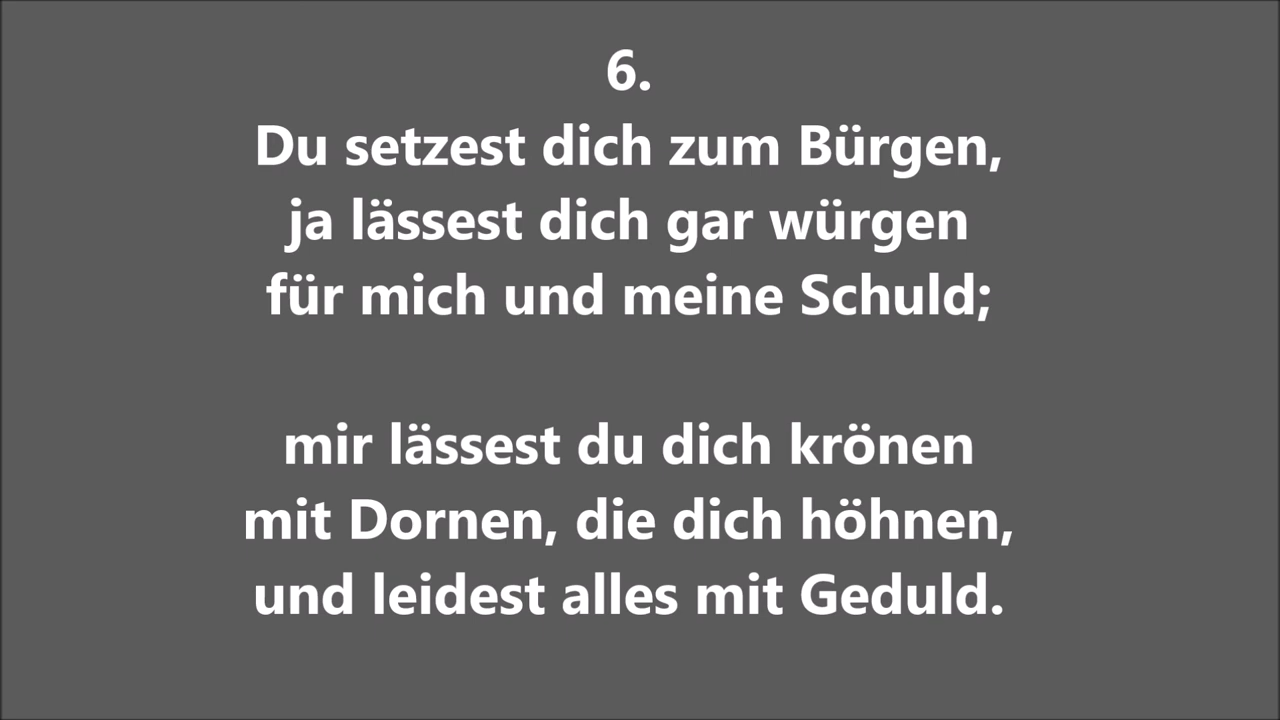 6.
Du setzest dich zum Bürgen,
ja lässest dich gar würgen
für mich und meine Schuld;
mir lässest du dich krönen
mit Dornen, die dich höhnen,
und leidest alles mit Geduld.